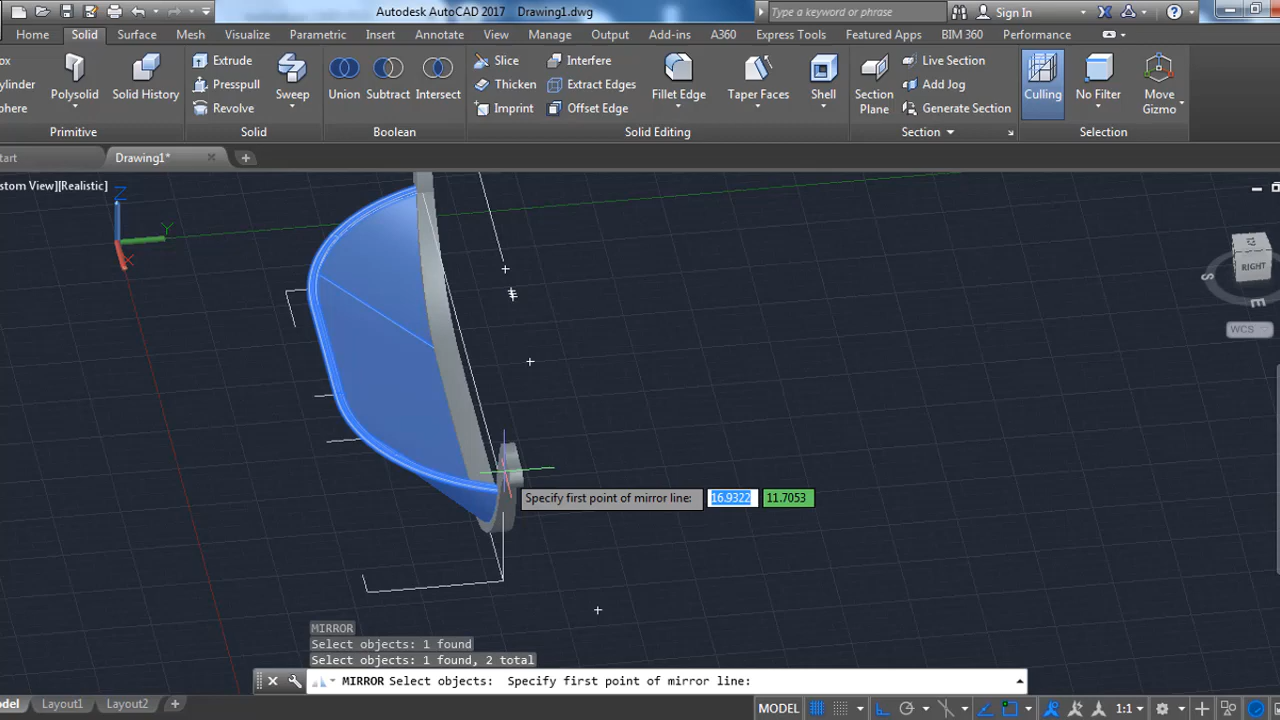 Autodesk AutoCAD 2017 Drawing1.dwg
Type a keyword or phrase
Sign In
Home Solid Surface Mesh Visualize Parametric Insert Annotate View Manage Output Add-ins A360 Express Tools Featured Apps BIM 360 Performance
ox
ylinder
phere
Polysolid
Solid History
Primitive
Extrude
Presspull
Revolve
Sweep
Solid
Union
Subtract
Intersect
Boolean
Slice
Thicken
Imprint
Interfere
Extract Edges
Offset Edge
Fillet Edge
Taper Faces
Shell
Solid Editing
Section
Plane
Live Section
Add Jog
Generate Section
Section
Culling
No Filter
Move
Gizmo
Selection
tart
Drawing1*
stom View][Realistic]
Z
Y
X
RIGHT
S
E
WCS
Specify first point of mirror line: 16.9322 11.7053
MIRROR
Select objects: 1 found
Select objects: 1 found, 2 total
MIRROR Select objects: Specify first point of mirror line:
odel Layout1 Layout2
MODEL
1:1